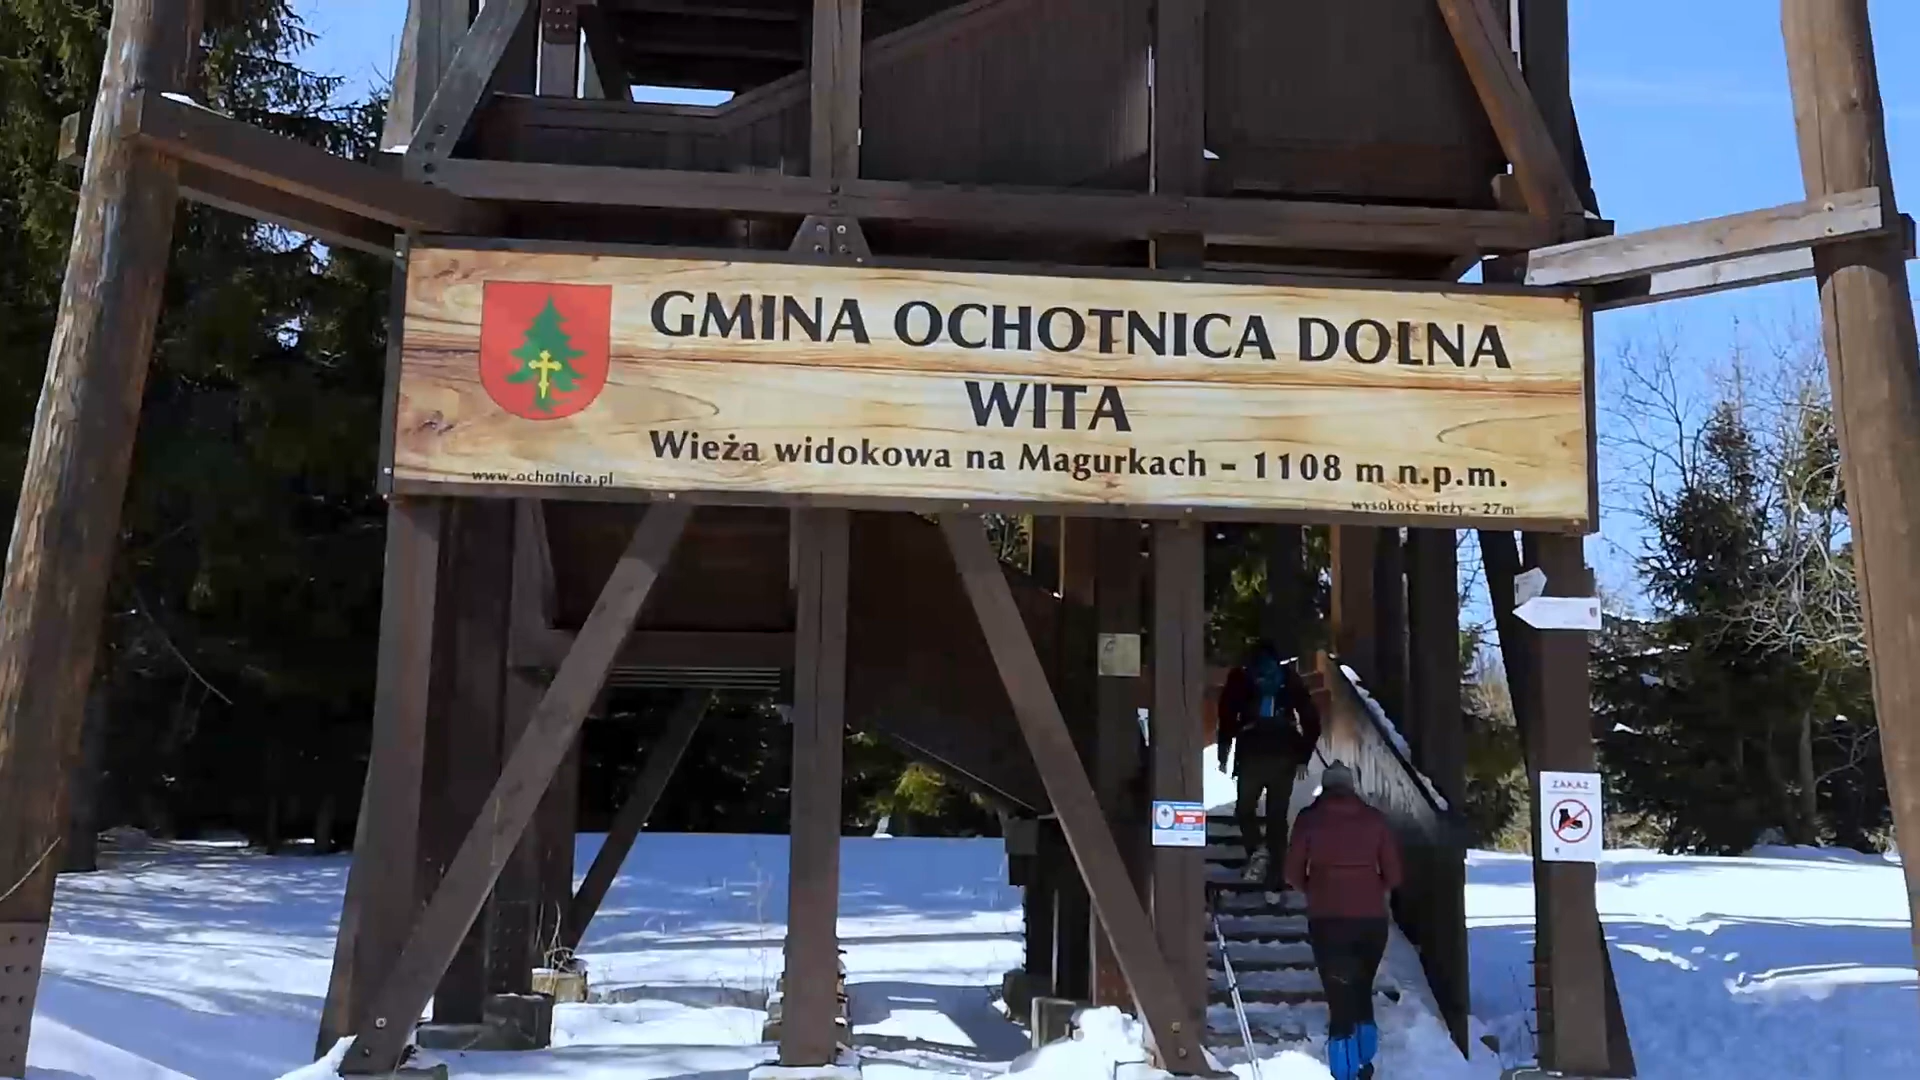 GMINA OCHOTNICA DOLNA
WITA
Wieża widokowa na Magurkach - 1108 m n.p.m.
www.ochotnica.pl
wysokość wieży - 27m
ZAKAZ